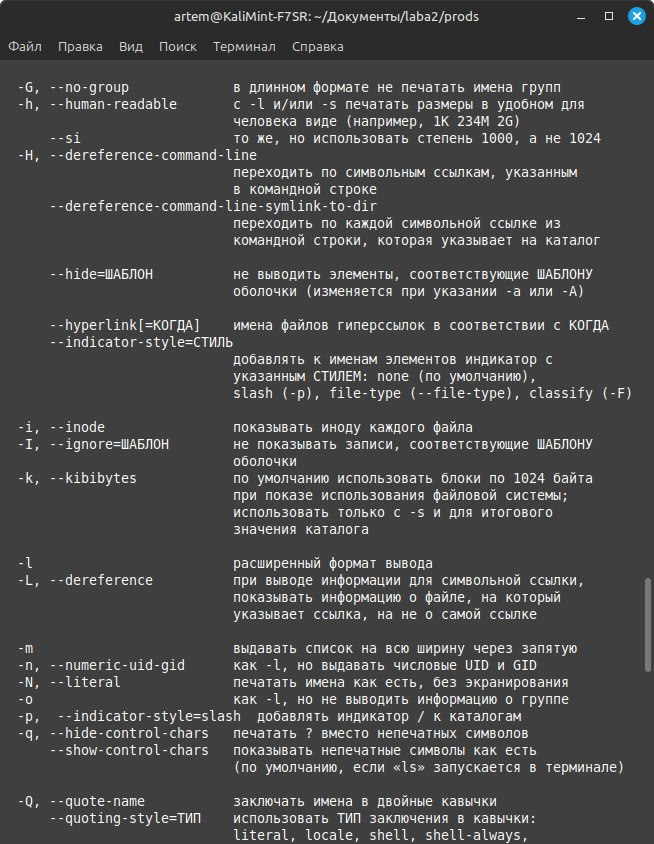 artem@KaliMint-F7SR: ~/Документы/laba2/prods
Файл Правка Вид Поиск Терминал Справка
-G, --no-group             в длинном формате не печатать имена групп
-h, --human-readable       с -l и/или -s печатать размеры в удобном для
                           человека виде (например, 1K 234M 2G)
    --si                   то же, но использовать степень 1000, а не 1024
-H, --dereference-command-line
                           переходить по символьным ссылкам, указанным
                           в командной строке
    --dereference-command-line-symlink-to-dir
                           переходить по каждой символьной ссылке из
                           командной строки, которая указывает на каталог
    --hide=ШАБЛОН          не выводить элементы, соответствующие ШАБЛОНУ
                           оболочки (изменяется при указании -a или -A)
    --hyperlink[=КОГДА]    имена файлов гиперссылок в соответствии с КОГДА
    --indicator-style=СТИЛЬ
                           добавлять к именам элементов индикатор с
                           указанным СТИЛЕМ: none (по умолчанию),
                           slash (-p), file-type (--file-type), classify (-F)
-i, --inode                показывать иноду каждого файла
-I, --ignore=ШАБЛОН        не показывать записи, соответствующие ШАБЛОНУ
                           оболочки
-k, --kibibytes            по умолчанию использовать блоки по 1024 байта
                           при показе использования файловой системы;
                           использовать только с -s и для итогового
                           значения каталога
-l                         расширенный формат вывода
-L, --dereference          при выводе информации для символьной ссылки,
                           показывать информацию о файле, на который
                           указывает ссылка, на не о самой ссылке
-m                         выдавать список на всю ширину через запятую
-n, --numeric-uid-gid      как -l, но выдавать числовые UID и GID
-N, --literal              печатать имена как есть, без экранирования
-o                         как -l, но не выводить информацию о группе
-p,  --indicator-style=slash  добавлять индикатор / к каталогам
-q, --hide-control-chars   печатать ? вместо непечатных символов
    --show-control-chars   показывать непечатные символы как есть
                           (по умолчанию, если «ls» запускается в терминале)
-Q, --quote-name           заключать имена в двойные кавычки
    --quoting-style=ТИП    использовать ТИП заключения в кавычки:
                           literal, locale, shell, shell-always,